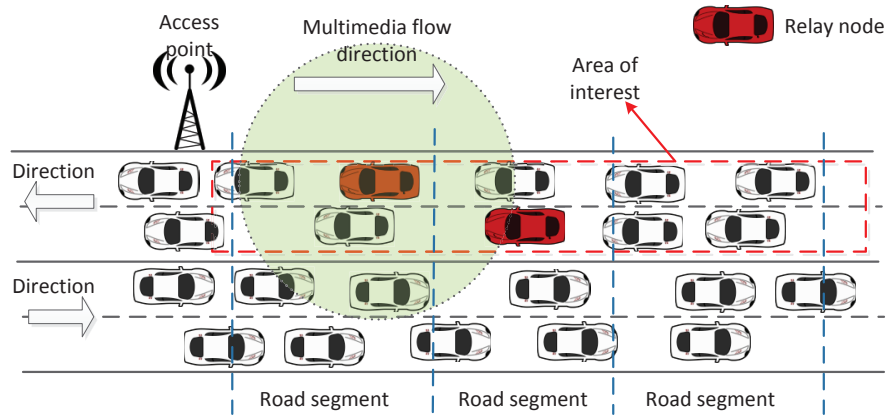 Access
point
Multimedia flow
direction
Relay node
Area of
interest
Direction
Direction
Road segment
Road segment
Road segment